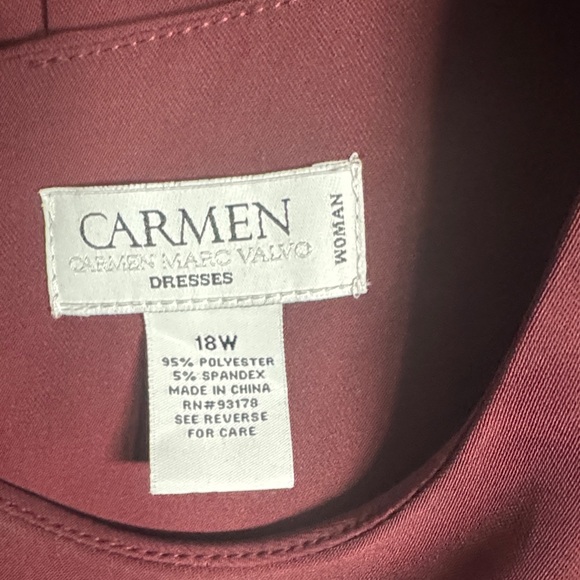 CARMEN
CARMEN MARC VALVO
DRESSES
WOMAN
18W
95% POLYESTER
5% SPANDEX
MADE IN CHINA
RN#93178
SEE REVERSE
FOR CARE